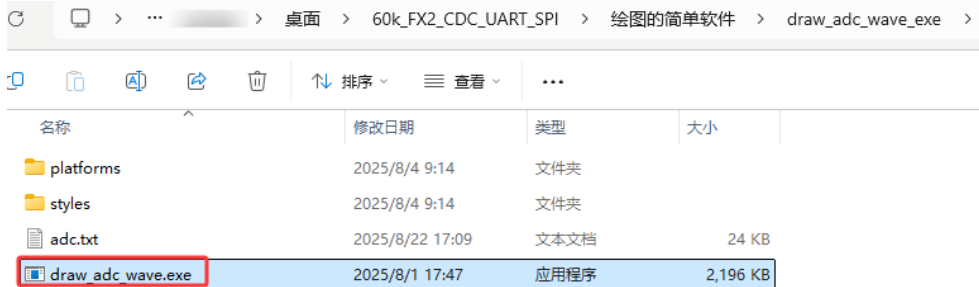 … > 桌面 > 60k_FX2_CDC_UART_SPI > 绘图的简单软件 > draw_adc_wave_exe >
排序 查看 ...
名称 修改日期 类型 大小
platforms 2025/8/4 9:14 文件夹
styles 2025/8/4 9:14 文件夹
adc.txt 2025/8/22 17:09 文本文档 24 KB
draw_adc_wave.exe 2025/8/1 17:47 应用程序 2,196 KB